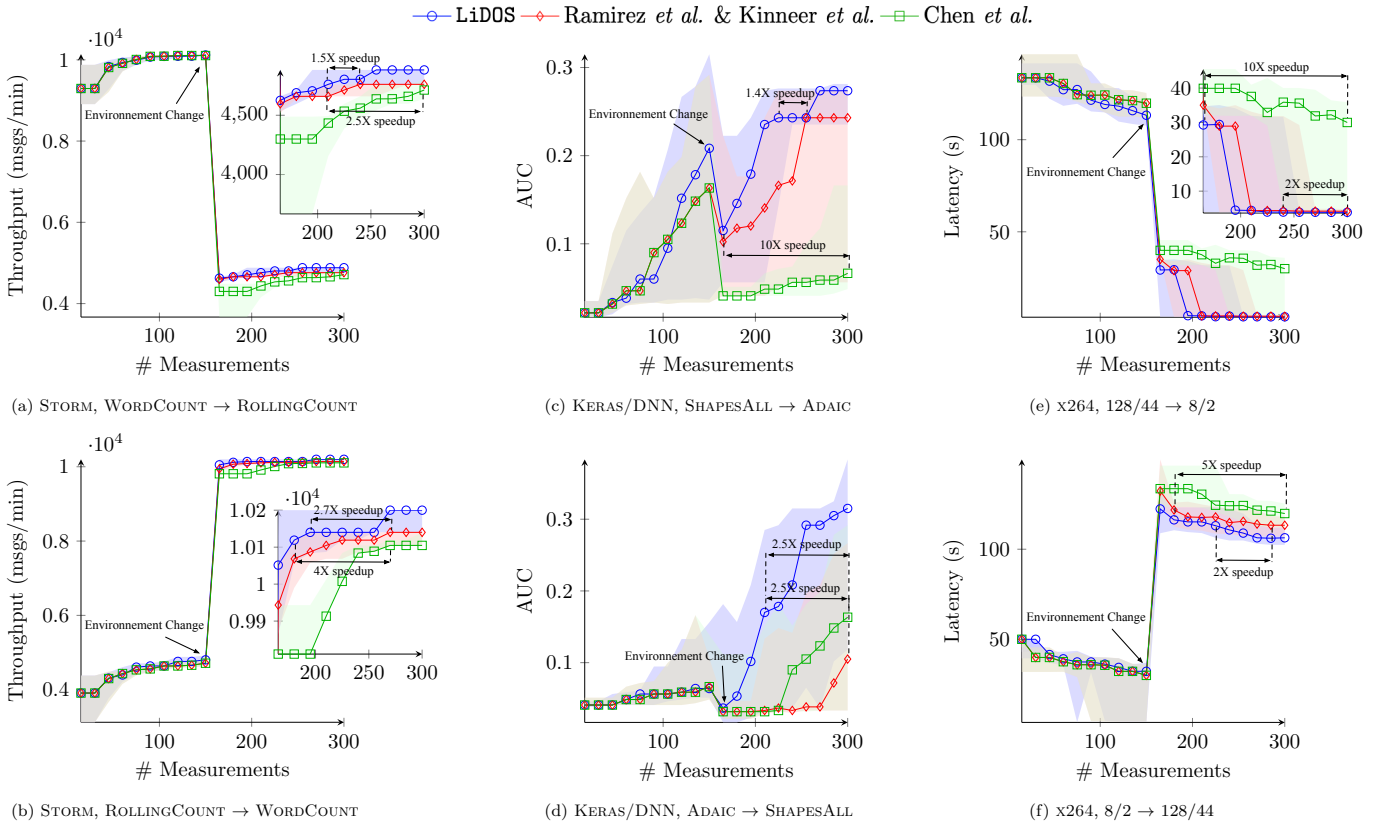 LiDOS Ramirez et al. & Kinneer et al. Chen et al.
·10⁴
1
0.8
0.6
0.4
Throughput (msgs/min)
Environnement Change
1.5X speedup
2.5X speedup
4,500
4,000
200 250 300
100 200 300
# Measurements
(a) Storm, WordCount → RollingCount
0.3
0.2
0.1
AUC
Environnement Change
1.4X speedup
10X speedup
100 200 300
# Measurements
(c) Keras/DNN, ShapesAll → Adaic
100
50
Latency (s)
Environnement Change
40
30
20
10
10X speedup
2X speedup
200 250 300
100 200 300
# Measurements
(e) x264, 128/44 → 8/2
·10⁴
1
0.8
0.6
0.4
Throughput (msgs/min)
Environnement Change
·10⁴
1.02
1.01
1
0.99
2.7X speedup
4X speedup
200 250 300
100 200 300
# Measurements
(b) Storm, RollingCount → WordCount
0.3
0.2
0.1
AUC
Environnement Change
2.5X speedup
2.5X speedup
100 200 300
# Measurements
(d) Keras/DNN, Adaic → ShapesAll
100
50
Latency (s)
Environnement Change
5X speedup
2X speedup
100 200 300
# Measurements
(f) x264, 8/2 → 128/44